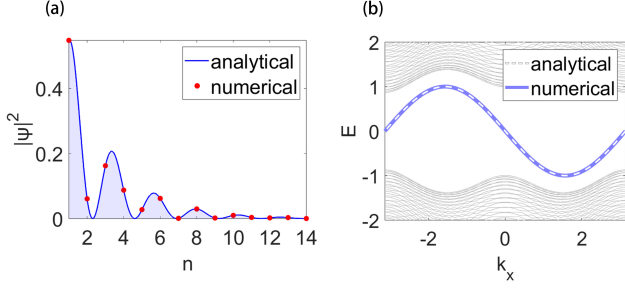 (a)
|ψ|²
0.4
0.2
0
2 4 6 8 10 12 14
n
analytical
numerical
(b)
E
2
1
0
-1
-2
-2 0 2
kₓ
analytical
numerical